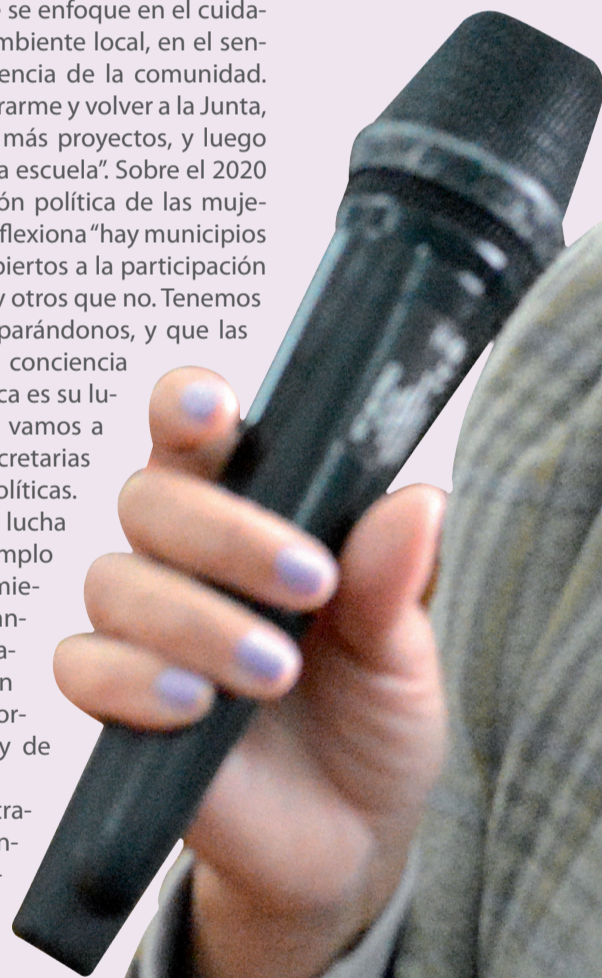 se enfoque en el cuida-
mbiente local, en el sen-
encia de la comunidad.
rarme y volver a la Junta,
más proyectos, y luego
a escuela”. Sobre el 2020
ón política de las muje-
flexiona “hay municipios
biertos a la participación
y otros que no. Tenemos
parándonos, y que las
conciencia
ca es su lu-
vamos a
cretarias
olíticas.
lucha
mplo
mie-
an-
a-
n
or-
y de
tra-
n-
-